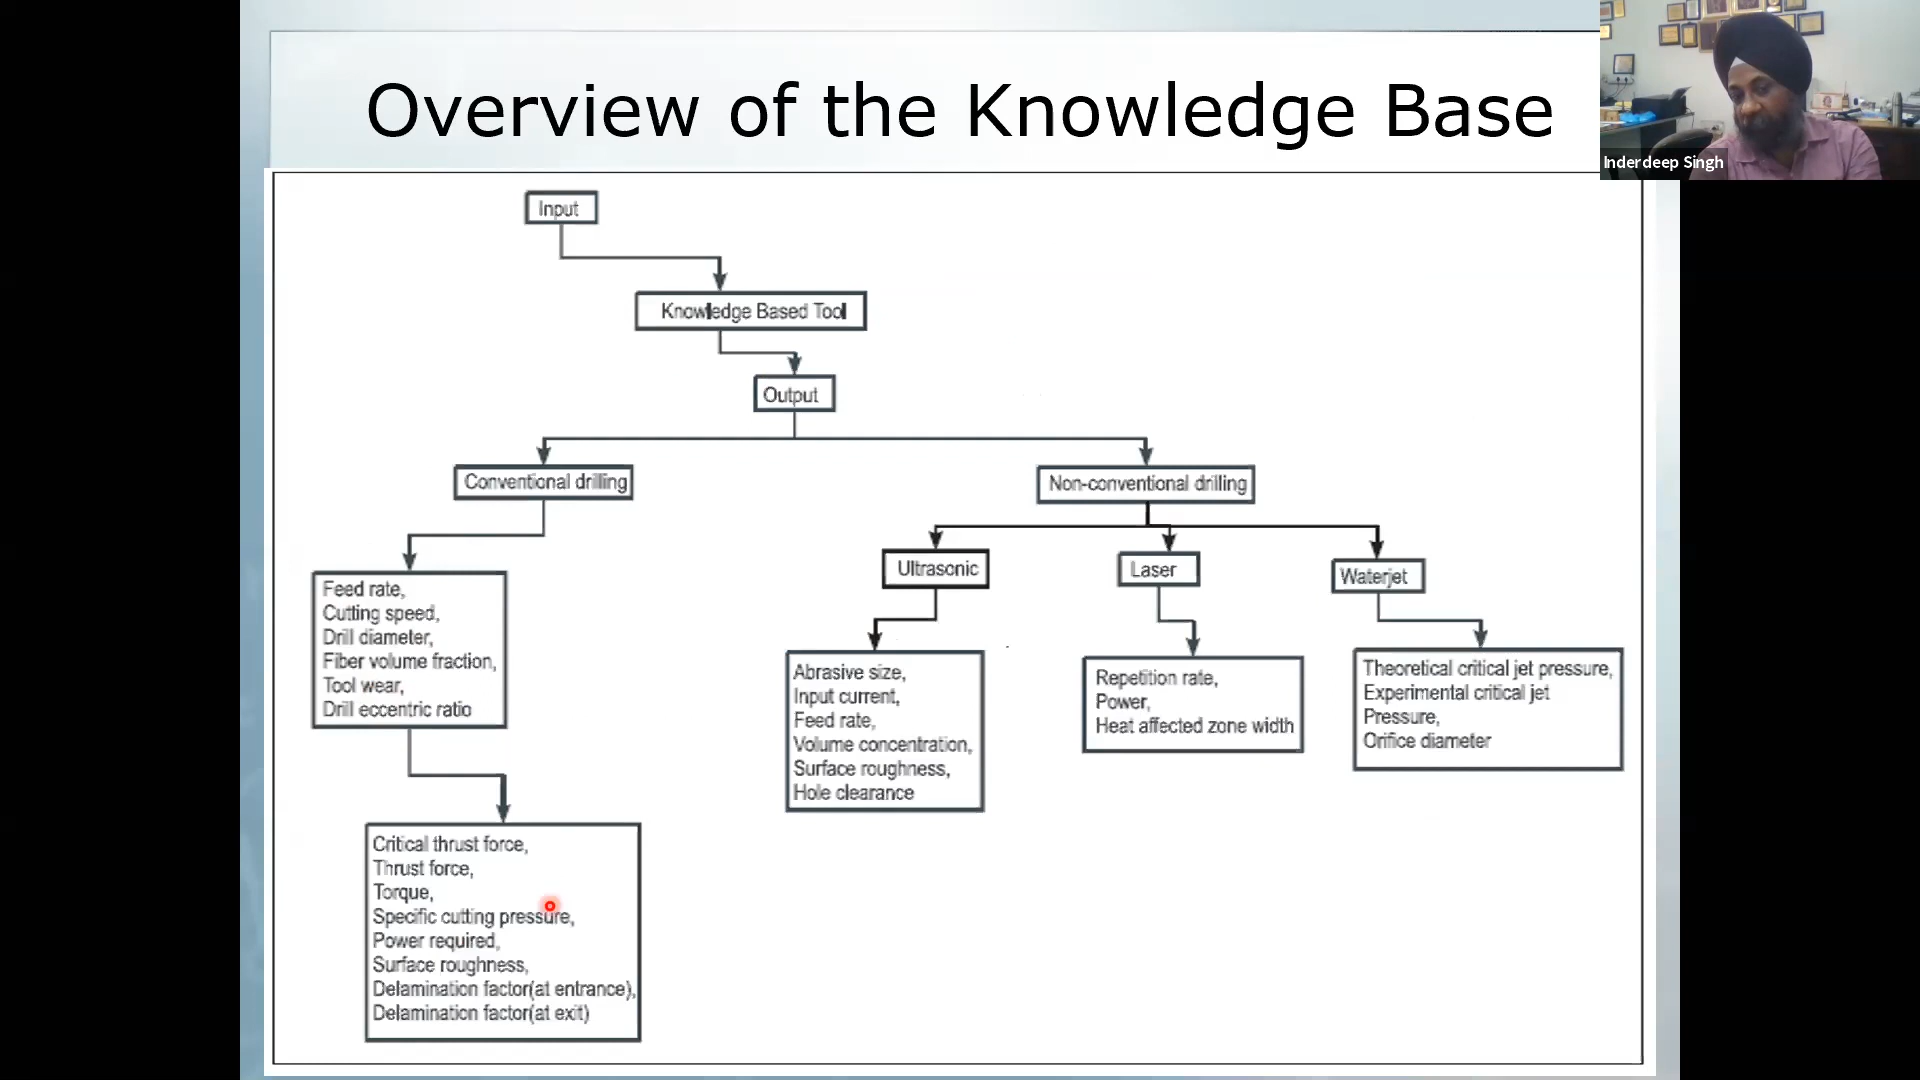 Overview of the Knowledge Base
Inderdeep Singh
Input
Knowledge Based Tool
Output
Conventional drilling
Non-conventional drilling
Ultrasonic
Laser
Waterjet
Feed rate,
Cutting speed,
Drill diameter,
Fiber volume fraction,
Tool wear,
Drill eccentric ratio
Abrasive size,
Input current,
Feed rate,
Volume concentration,
Surface roughness,
Hole clearance
Repetition rate,
Power,
Heat affected zone width
Theoretical critical jet pressure,
Experimental critical jet
Pressure,
Orifice diameter
Critical thrust force,
Thrust force,
Torque,
Specific cutting pressure,
Power required,
Surface roughness,
Delamination factor(at entrance),
Delamination factor(at exit)